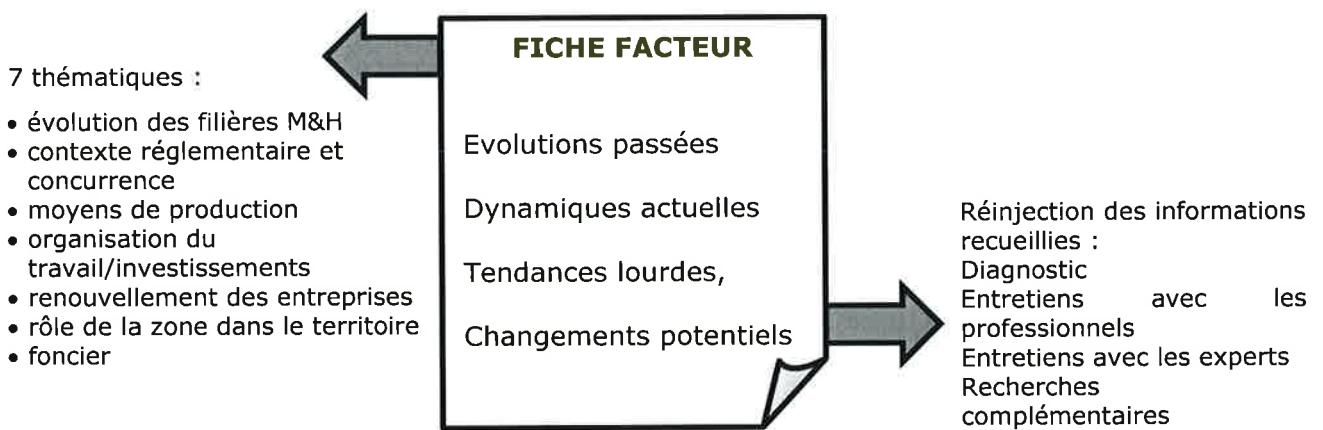 7 thématiques :
• évolution des filières M&H
• contexte réglementaire et
concurrence
• moyens de production
• organisation du
travail/investissements
• renouvellement des entreprises
• rôle de la zone dans le territoire
• foncier
FICHE FACTEUR
Evolutions passées
Dynamiques actuelles
Tendances lourdes,
Changements potentiels
Réinjection des informations
recueillies :
Diagnostic
Entretiens avec les
professionnels
Entretiens avec les experts
Recherches
complémentaires